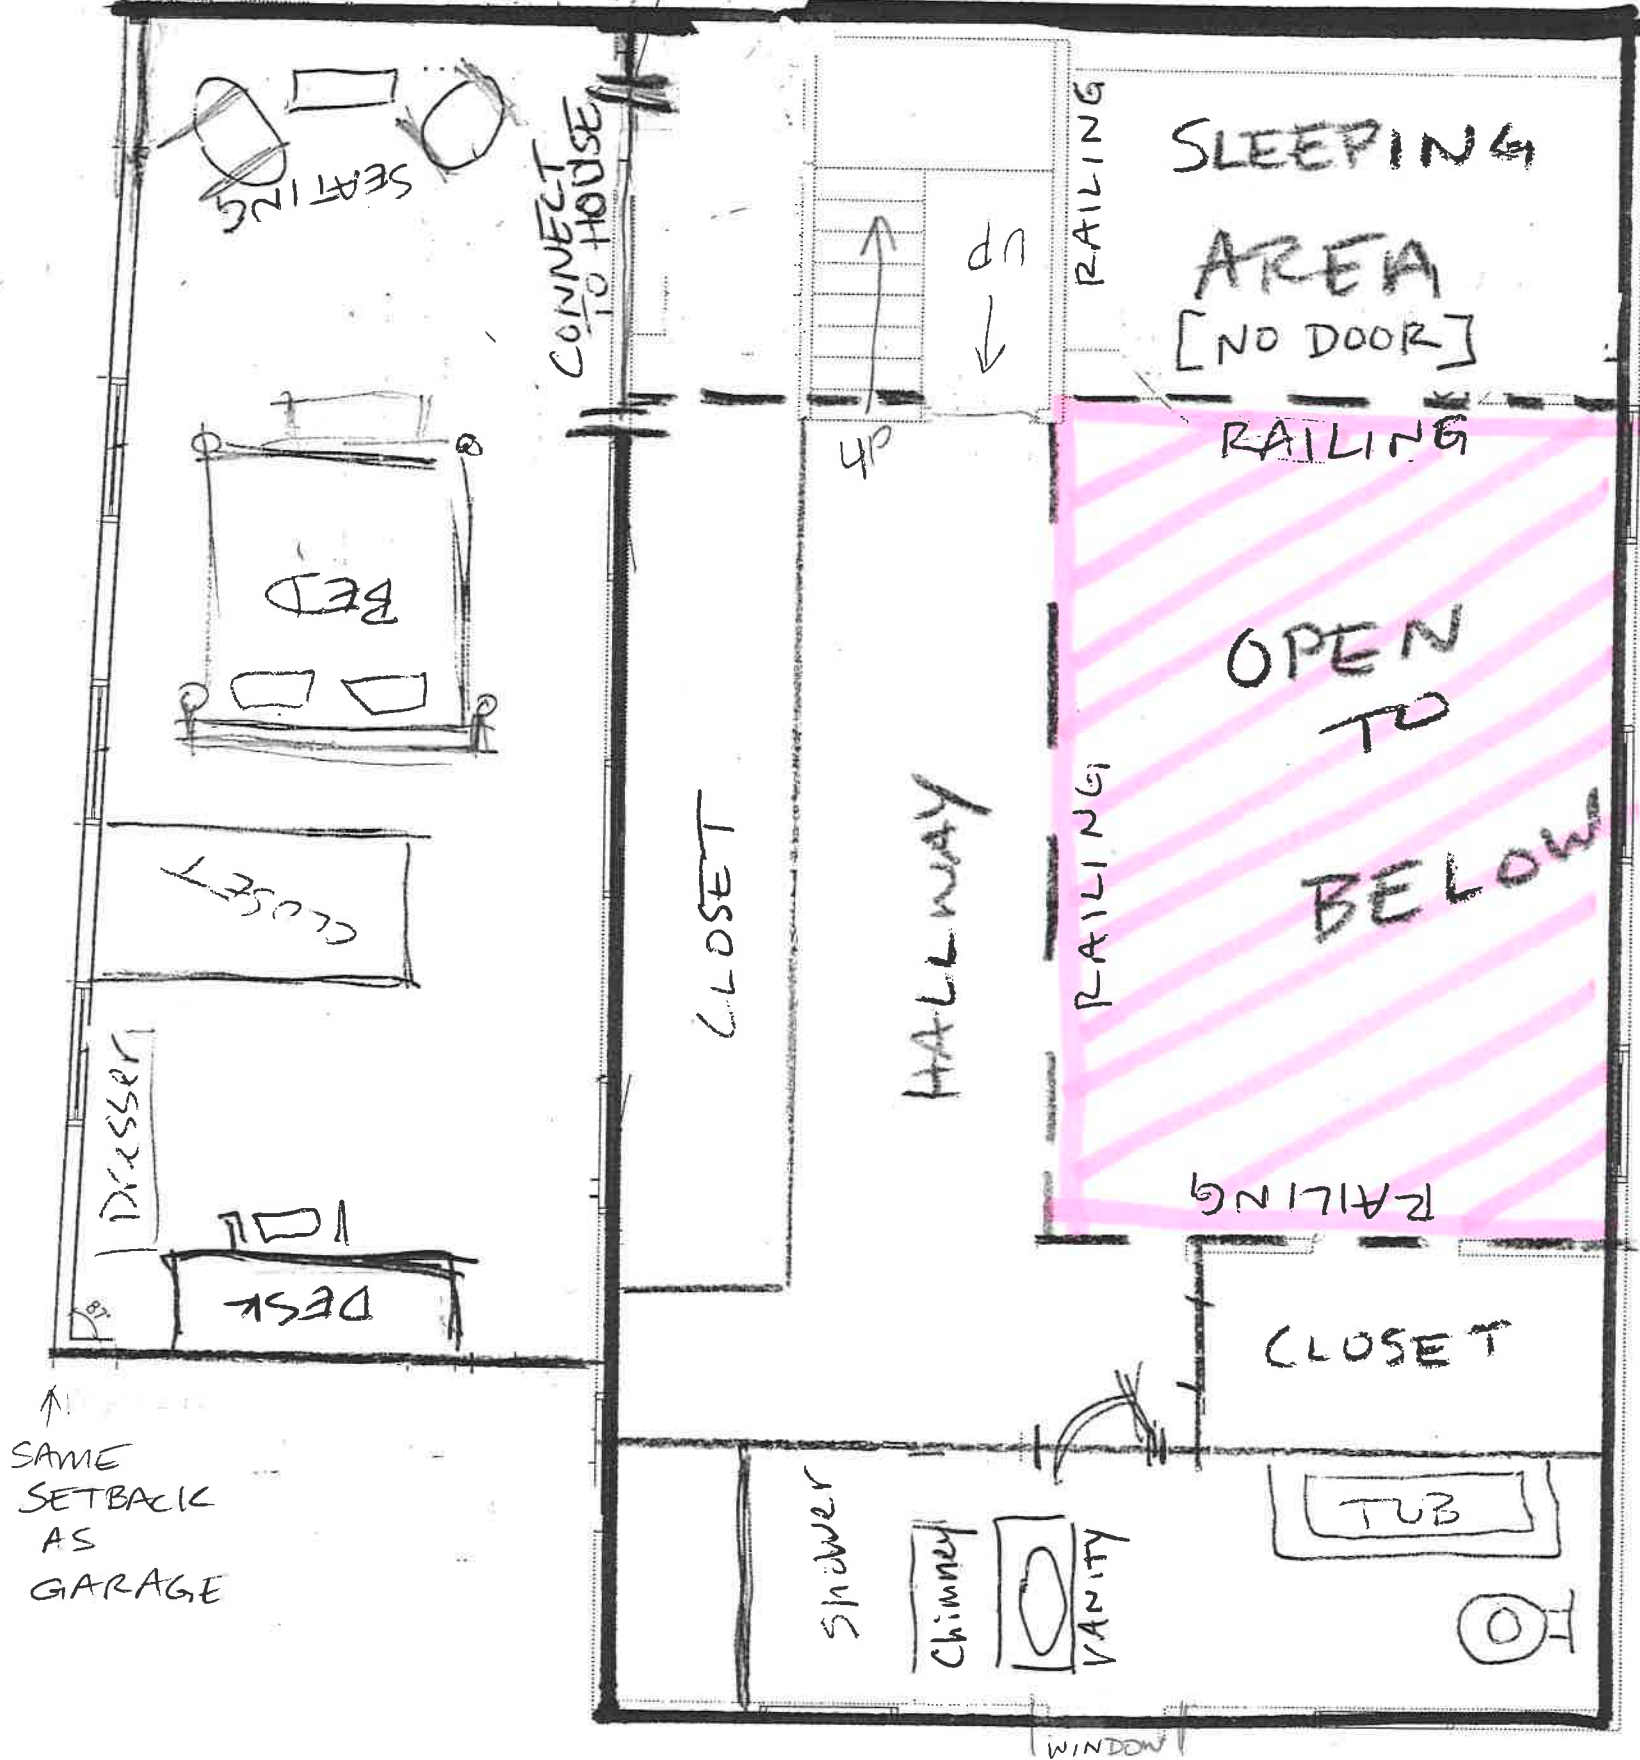 SEATING
CONNECT
TO HOUSE
RAILING
SLEEPING
AREA
[NO DOOR]
dn
up
RAILING
BED
OPEN
TO
BELOW
CLOSET
CLOSET
HALLWAY
RAILING
Dresser
RAILING
DESK
87°
CLOSET
SAME
SETBACK
AS
GARAGE
Shower
Chimney
VANITY
TUB
WINDOW